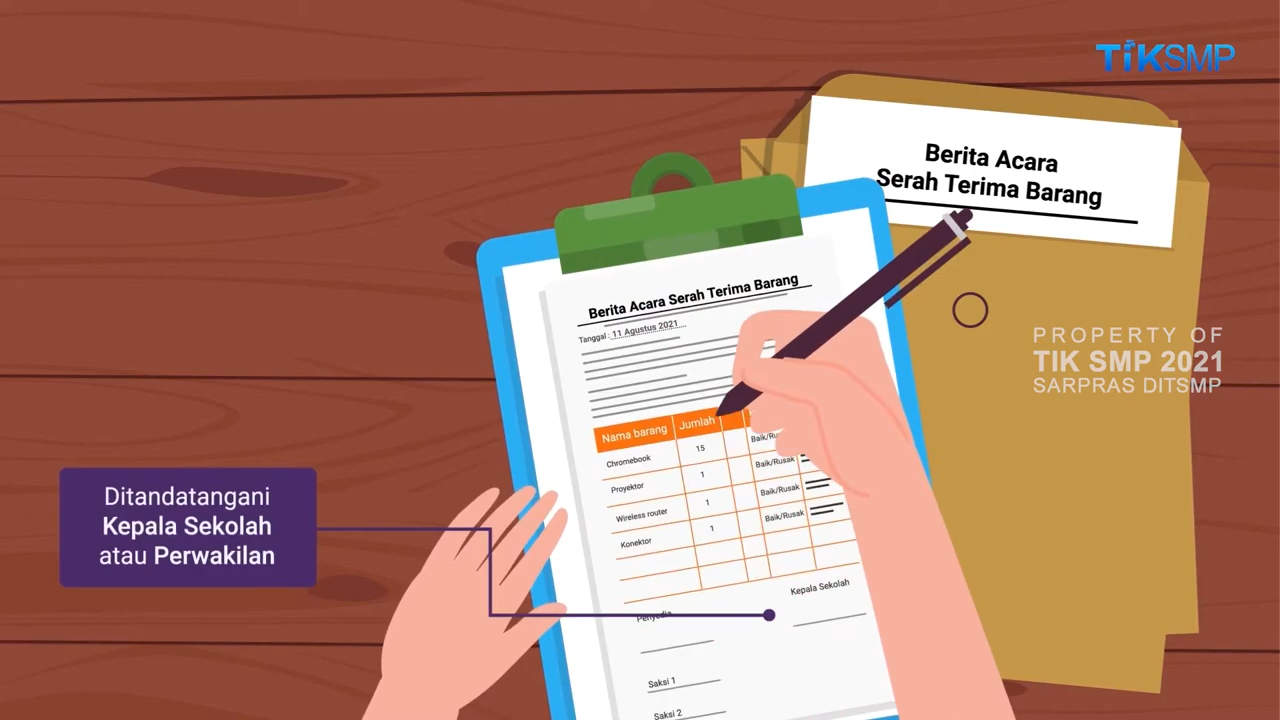 TIKSMP
Berita Acara
Serah Terima Barang
Berita Acara Serah Terima Barang
Tanggal : 11 Agustus 2021
PROPERTY OF
TIK SMP 2021
SARPRAS DITSMP
Nama barang Jumlah
Chromebook 15
Proyektor 1 Baik/Rusak
Wireless router 1 Baik/Rusak
Konektor 1 Baik/Rusak
Ditandatangani
Kepala Sekolah
atau Perwakilan
Penyedia Kepala Sekolah
Saksi 1
Saksi 2